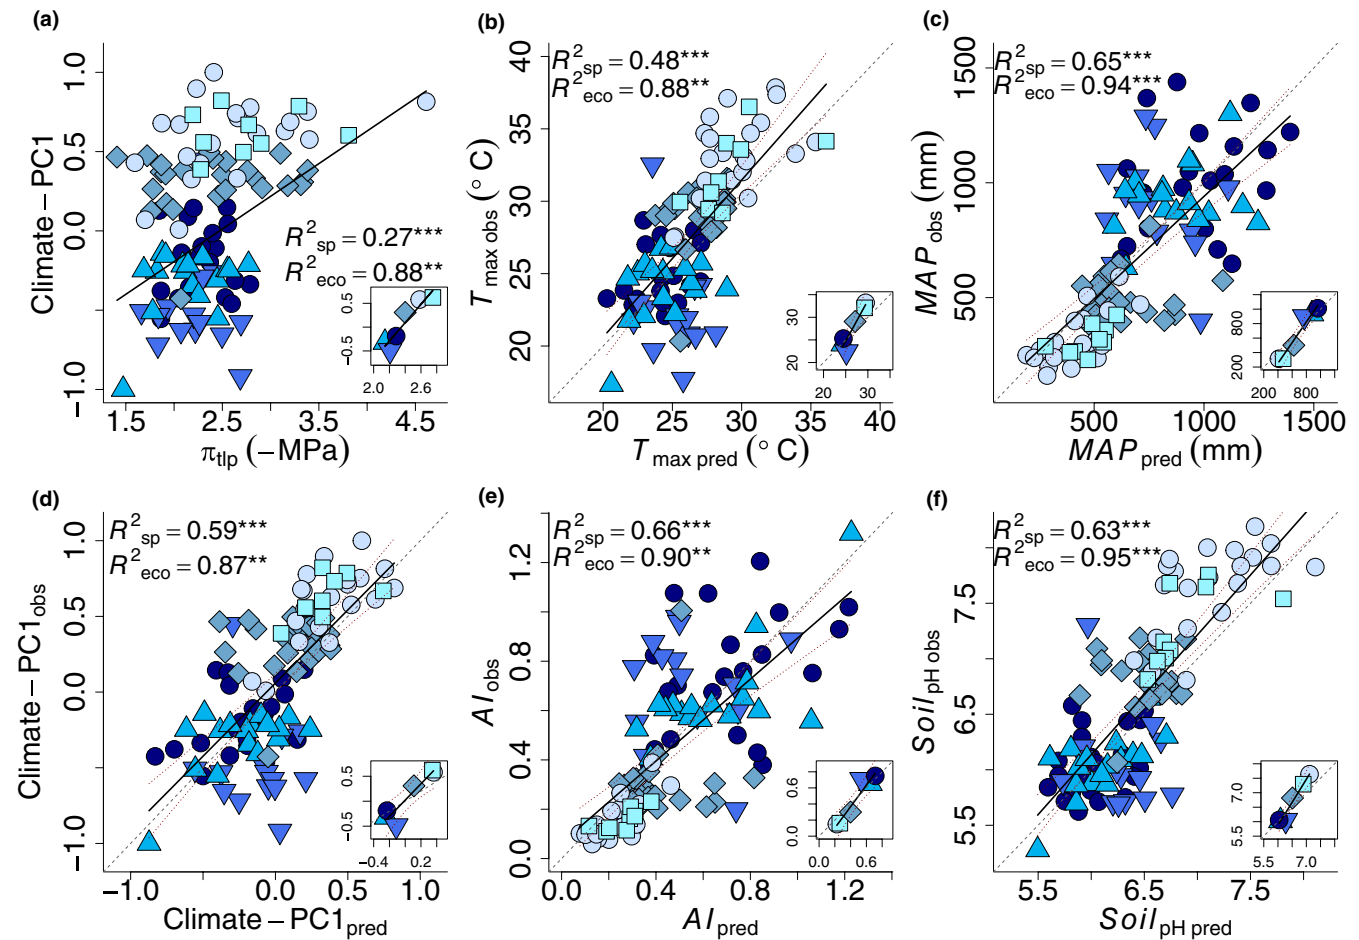 (a)
Climate – PC1
1.0
0.5
0.0
−1.0
R²sp = 0.27***
R²eco = 0.88**
0.5
−0.5
2.0 2.6
1.5 2.5 3.5 4.5
πtlp (−MPa)
(b)
Tmax obs (°C)
40
35
30
25
20
R²sp = 0.48***
R²eco = 0.88**
30
20
20 30
20 25 30 35 40
Tmax pred (°C)
(c)
MAPobs (mm)
1500
1000
500
R²sp = 0.65***
R²eco = 0.94***
800
200
200 800
500 1000 1500
MAPpred (mm)
(d)
Climate – PC1obs
1.0
0.5
0.0
−1.0
R²sp = 0.59***
R²eco = 0.87**
0.5
−0.5
−0.4 0.2
−1.0 0.0 0.5 1.0
Climate – PC1pred
(e)
AIobs
1.2
0.8
0.4
0.0
R²sp = 0.66***
R²eco = 0.90**
0.6
0.0
0.0 0.6
0.0 0.4 0.8 1.2
AIpred
(f)
SoilpH obs
7.5
6.5
5.5
R²sp = 0.63***
R²eco = 0.95***
7.0
5.5
5.5 7.0
5.5 6.5 7.5
SoilpH pred